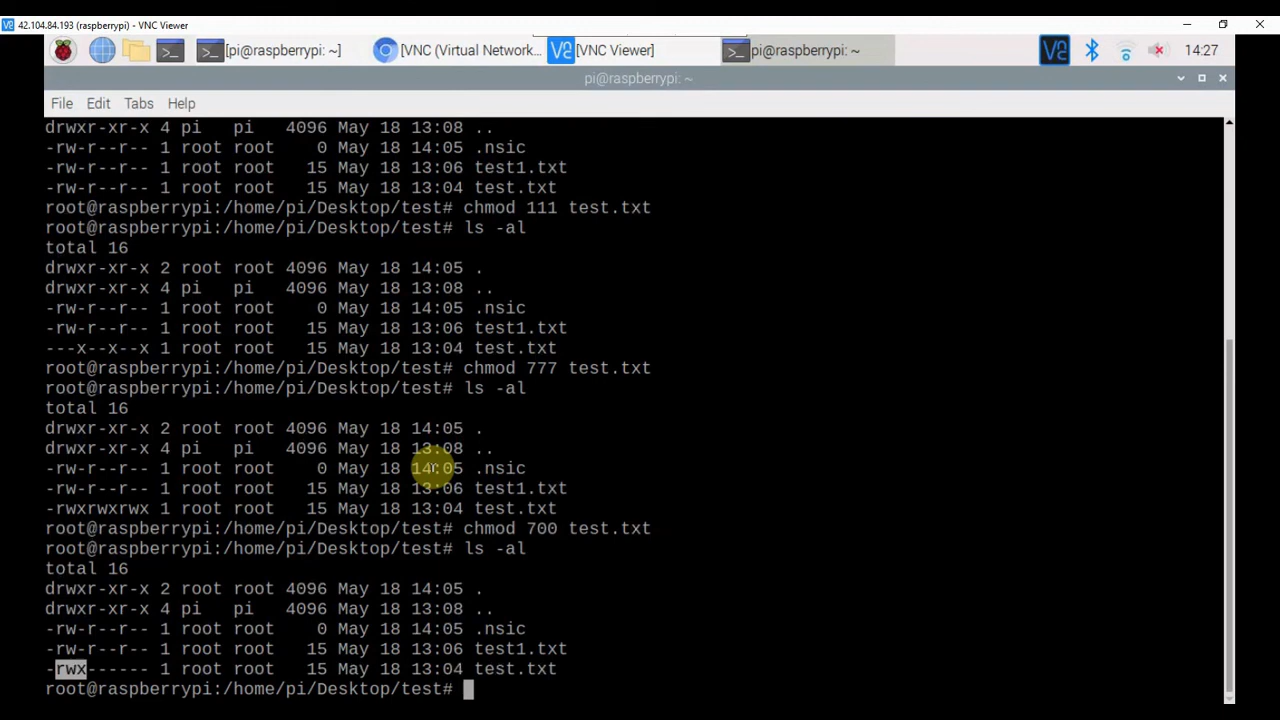 42.104.84.193 (raspberrypi) - VNC Viewer
[pi@raspberrypi: ~]
[VNC (Virtual Network...
[VNC Viewer]
pi@raspberrypi: ~
14:27
pi@raspberrypi: ~
File Edit Tabs Help
drwxr-xr-x 4 pi   pi   4096 May 18 13:08 ..
-rw-r--r-- 1 root root    0 May 18 14:05 .nsic
-rw-r--r-- 1 root root   15 May 18 13:06 test1.txt
-rw-r--r-- 1 root root   15 May 18 13:04 test.txt
root@raspberrypi:/home/pi/Desktop/test# chmod 111 test.txt
root@raspberrypi:/home/pi/Desktop/test# ls -al
total 16
drwxr-xr-x 2 root root 4096 May 18 14:05 .
drwxr-xr-x 4 pi   pi   4096 May 18 13:08 ..
-rw-r--r-- 1 root root    0 May 18 14:05 .nsic
-rw-r--r-- 1 root root   15 May 18 13:06 test1.txt
---x--x--x 1 root root   15 May 18 13:04 test.txt
root@raspberrypi:/home/pi/Desktop/test# chmod 777 test.txt
root@raspberrypi:/home/pi/Desktop/test# ls -al
total 16
drwxr-xr-x 2 root root 4096 May 18 14:05 .
drwxr-xr-x 4 pi   pi   4096 May 18 13:08 ..
-rw-r--r-- 1 root root    0 May 18 14:05 .nsic
-rw-r--r-- 1 root root   15 May 18 13:06 test1.txt
-rwxrwxrwx 1 root root   15 May 18 13:04 test.txt
root@raspberrypi:/home/pi/Desktop/test# chmod 700 test.txt
root@raspberrypi:/home/pi/Desktop/test# ls -al
total 16
drwxr-xr-x 2 root root 4096 May 18 14:05 .
drwxr-xr-x 4 pi   pi   4096 May 18 13:08 ..
-rw-r--r-- 1 root root    0 May 18 14:05 .nsic
-rw-r--r-- 1 root root   15 May 18 13:06 test1.txt
-rwx------ 1 root root   15 May 18 13:04 test.txt
root@raspberrypi:/home/pi/Desktop/test#